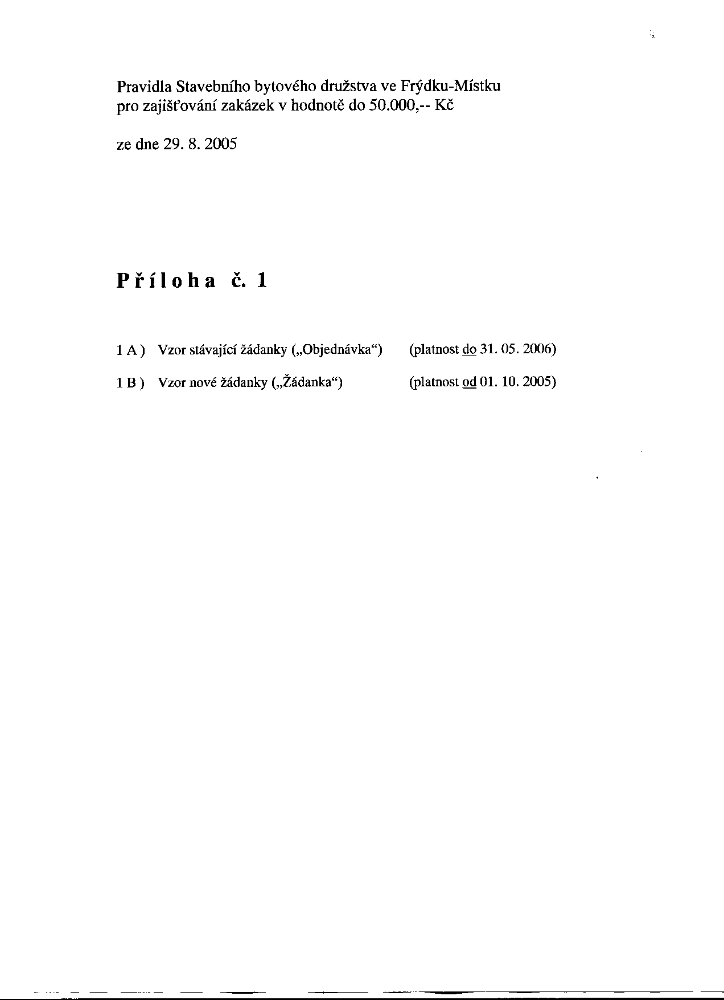 Pravidla Stavebního bytového družstva ve Frýdku-Místku
pro zajišťování zakázek v hodnotě do 50.000,-- Kč
ze dne 29. 8. 2005
Příloha č. 1
1 A ) Vzor stávající žádanky („Objednávka“) (platnost do 31. 05. 2006)
1 B ) Vzor nové žádanky („Žádanka“) (platnost od 01. 10. 2005)